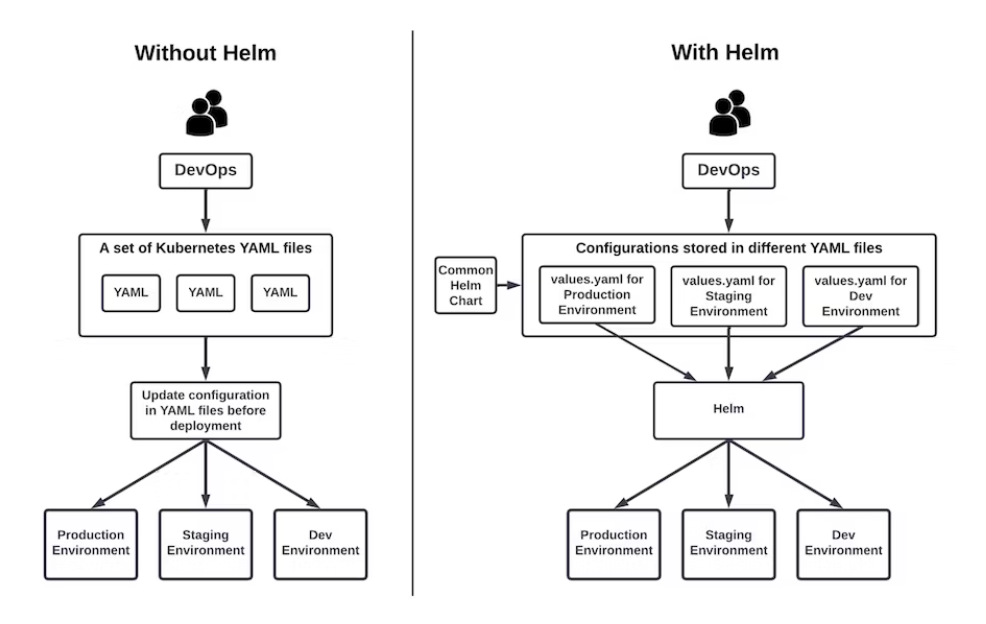 Without Helm
DevOps
A set of Kubernetes YAML files
YAML
YAML
YAML
Update configuration
in YAML files before
deployment
Production
Environment
Staging
Environment
Dev
Environment
With Helm
DevOps
Common
Helm
Chart
Configurations stored in different YAML files
values.yaml for
Production
Environment
values.yaml for
Staging
Environment
values.yaml for
Dev
Environment
Helm
Production
Environment
Staging
Environment
Dev
Environment